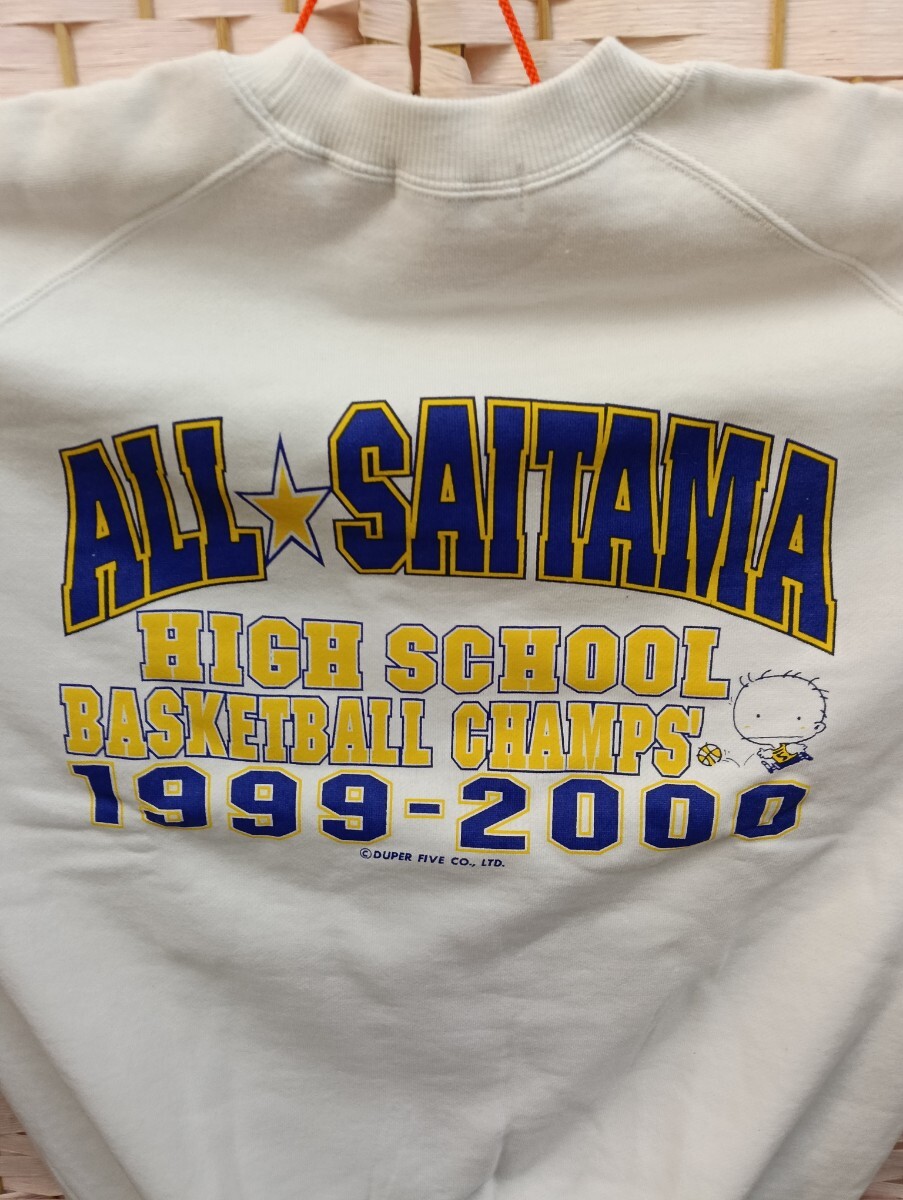 ALL★SAITAMA
HIGH SCHOOL
BASKETBALL CHAMPS'
1999-2000
©DUPER FIVE CO., LTD.